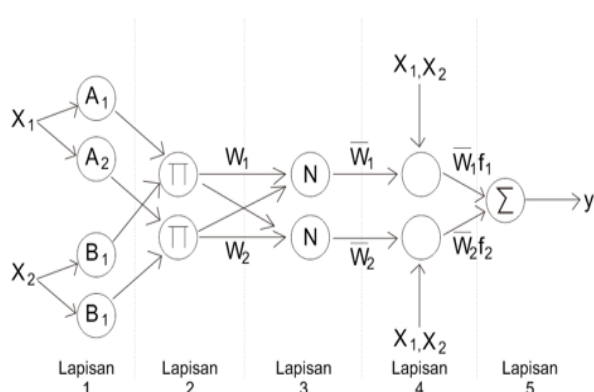 X1,X2
A1
X1
W1
W̅1
W̅1f1
A2
∏
N
Σ
y
∏
N
B1
W2
W̅2
W̅2f2
X2
B1
X1,X2
Lapisan Lapisan Lapisan Lapisan Lapisan
1 2 3 4 5